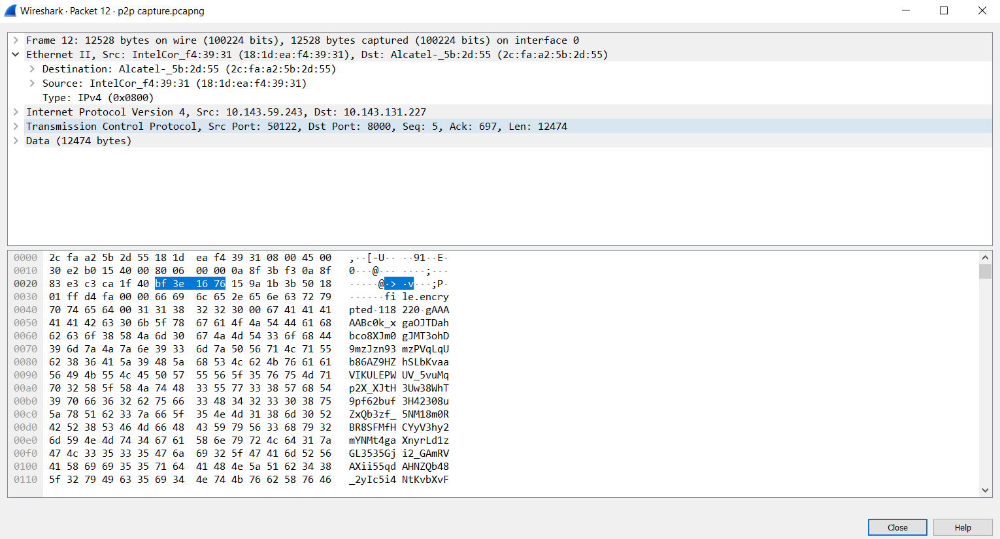 Wireshark · Packet 12 · p2p capture.pcapng
Frame 12: 12528 bytes on wire (100224 bits), 12528 bytes captured (100224 bits) on interface 0
Ethernet II, Src: IntelCor_f4:39:31 (18:1d:ea:f4:39:31), Dst: Alcatel-_5b:2d:55 (2c:fa:a2:5b:2d:55)
Destination: Alcatel-_5b:2d:55 (2c:fa:a2:5b:2d:55)
Source: IntelCor_f4:39:31 (18:1d:ea:f4:39:31)
Type: IPv4 (0x0800)
Internet Protocol Version 4, Src: 10.143.59.243, Dst: 10.143.131.227
Transmission Control Protocol, Src Port: 50122, Dst Port: 8000, Seq: 5, Ack: 697, Len: 12474
Data (12474 bytes)
0000 2c fa a2 5b 2d 55 18 1d ea f4 39 31 08 00 45 00 ,··[-U·· ··91··E·
0010 30 e2 b0 15 40 00 80 06 00 00 0a 8f 3b f3 0a 8f 0···@··· ····;···
0020 83 e3 c3 ca 1f 40 bf 3e 16 76 15 9a 1b 3b 50 18 ·····@·> ·v···;P·
0030 01 ff d4 fa 00 00 66 69 6c 65 2e 65 6e 63 72 79 ······fi le.encry
0040 70 74 65 64 00 31 31 38 32 32 30 00 67 41 41 41 pted·118 220·gAAA
0050 41 41 42 63 30 6b 5f 78 67 61 4f 4a 54 44 61 68 AABc0k_x gaOJTDah
0060 62 63 6f 38 58 4a 6d 30 67 4a 4d 54 33 6f 68 44 bco8XJm0 gJMT3ohD
0070 39 6d 7a 4a 7a 6e 39 33 6d 7a 50 56 71 4c 71 55 9mzJzn93 mzPVqLqU
0080 62 38 36 41 5a 39 48 5a 68 53 4c 62 4b 76 61 61 b86AZ9HZ hSLbKvaa
0090 56 49 4b 55 4c 45 50 57 55 56 5f 35 76 75 4d 71 VIKULEPW UV_5vuMq
00a0 70 32 58 5f 58 4a 74 48 33 55 77 33 38 57 68 54 p2X_XJtH 3Uw38WhT
00b0 39 70 66 36 32 62 75 66 33 48 34 32 33 30 38 75 9pf62buf 3H42308u
00c0 5a 78 51 62 33 7a 66 5f 35 4e 4d 31 38 6d 30 52 ZxQb3zf_ 5NM18m0R
00d0 42 52 38 53 46 4d 66 48 43 59 79 56 33 68 79 32 BR8SFMfH CYyV3hy2
00e0 6d 59 4e 4d 74 34 67 61 58 6e 79 72 4c 64 31 7a mYNMt4ga XnyrLd1z
00f0 47 4c 33 35 33 35 47 6a 69 32 5f 47 41 6d 52 56 GL3535Gj i2_GAmRV
0100 41 58 69 69 35 35 71 64 41 48 4e 5a 51 62 34 38 AXii55qd AHNZQb48
0110 5f 32 79 49 63 35 69 34 4e 74 4b 76 62 58 76 46 _2yIc5i4 NtKvbXvF
Close Help